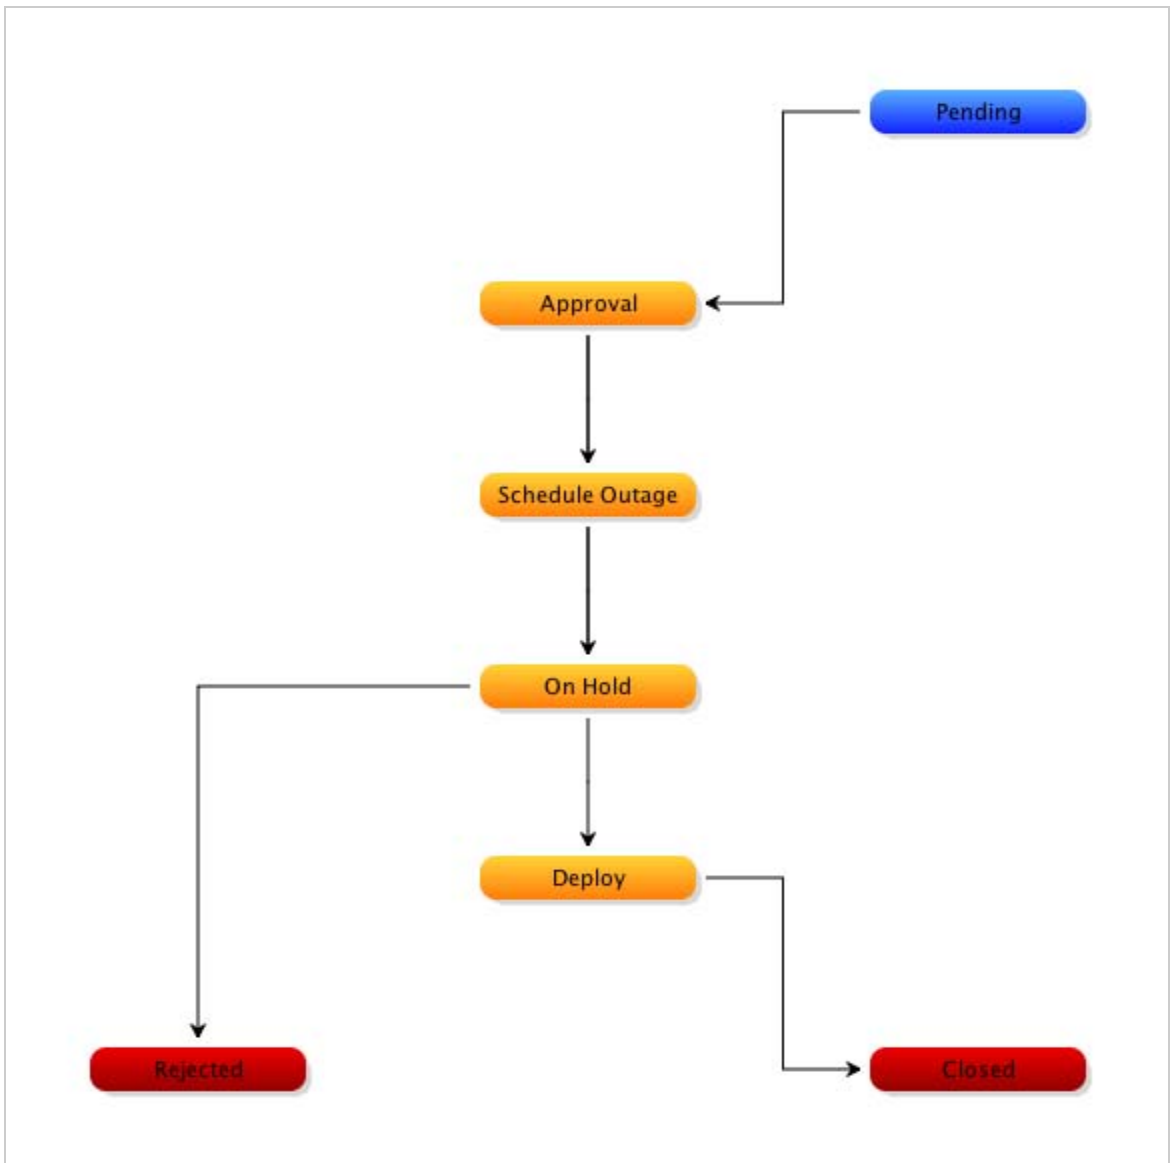 Pending
Approval
Schedule Outage
On Hold
Deploy
Rejected
Closed